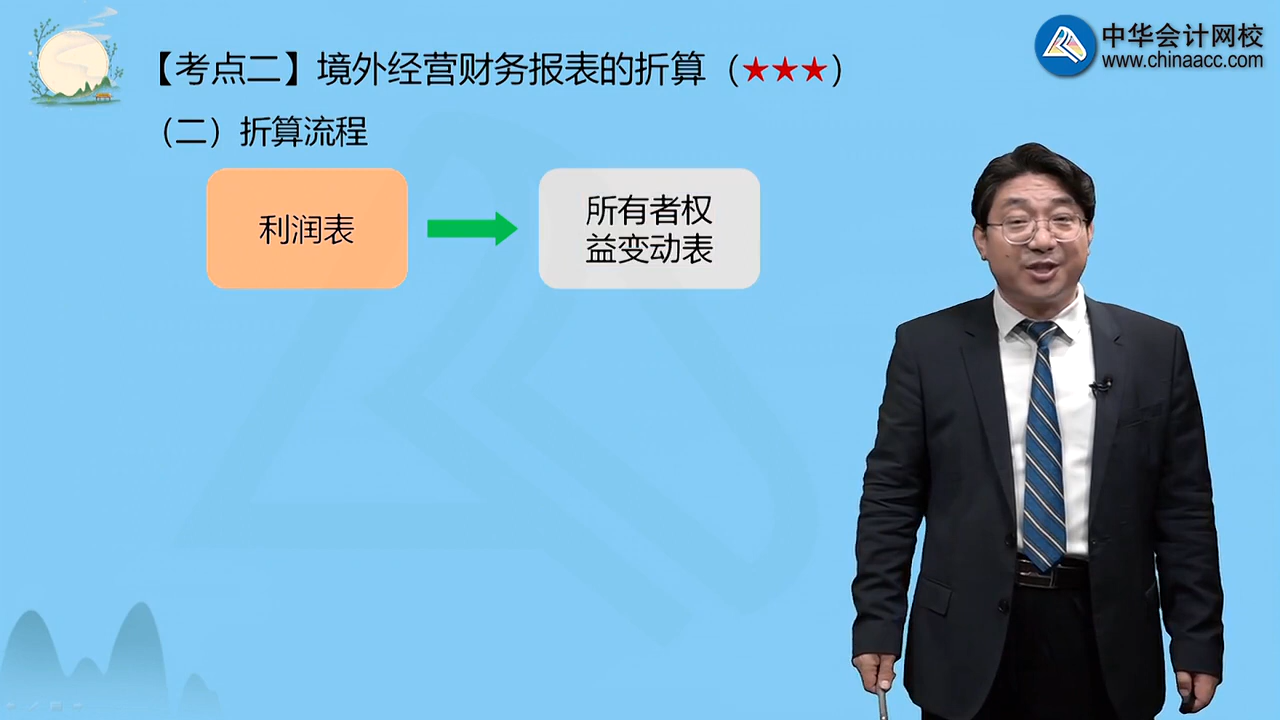 中华会计网校
www.chinaacc.com
【考点二】境外经营财务报表的折算（★★★）
（二）折算流程
利润表
所有者权
益变动表